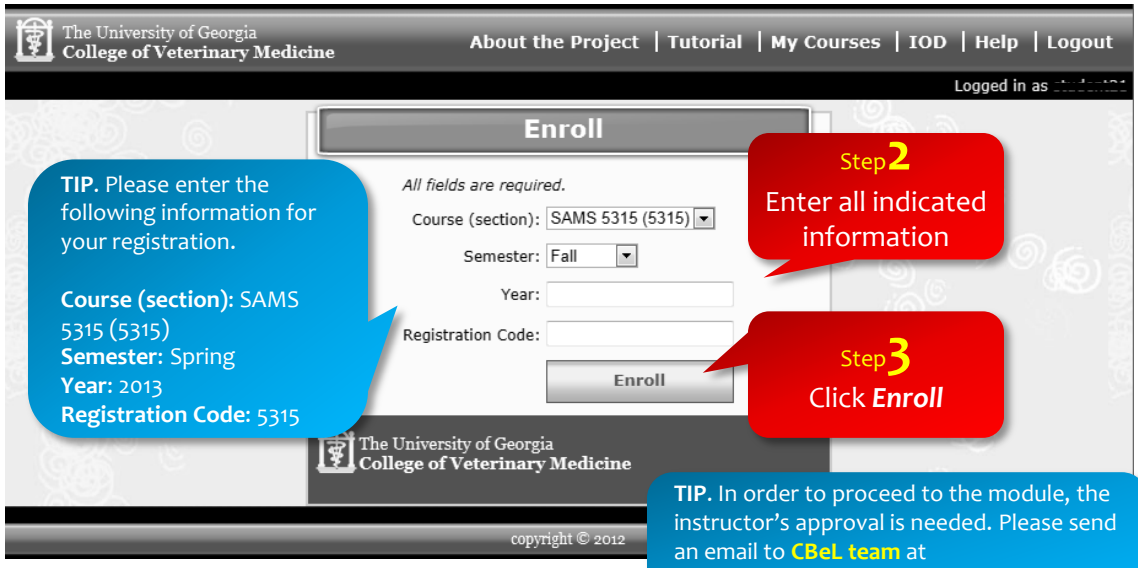 The University of Georgia
College of Veterinary Medicine
About the Project | Tutorial | My Courses | IOD | Help | Logout
Logged in as
Enroll
TIP. Please enter the
following information for
your registration.
Course (section): SAMS
5315 (5315)
Semester: Spring
Year: 2013
Registration Code: 5315
All fields are required.
Course (section): SAMS 5315 (5315)
Semester: Fall
Year:
Registration Code:
Enroll
Step2
Enter all indicated
information
Step3
Click Enroll
The University of Georgia
College of Veterinary Medicine
TIP. In order to proceed to the module, the
instructor's approval is needed. Please send
an email to CBeL team at
copyright © 2012